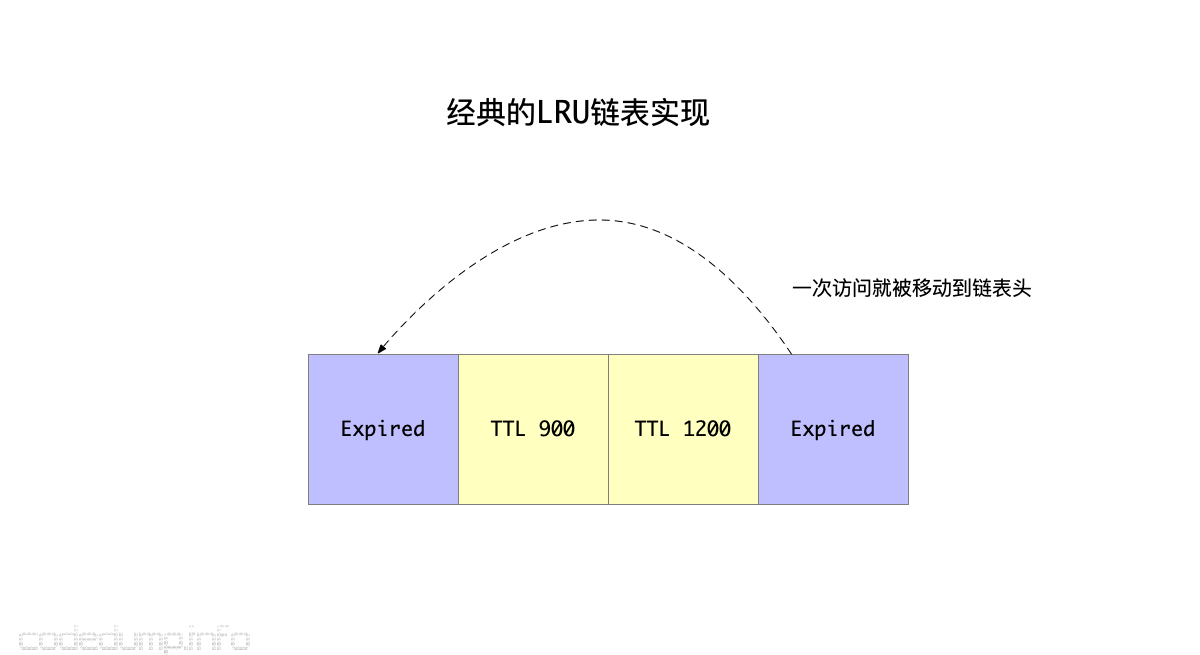 经典的LRU链表实现
一次访问就被移动到链表头
Expired
TTL 900
TTL 1200
Expired
codedump.info